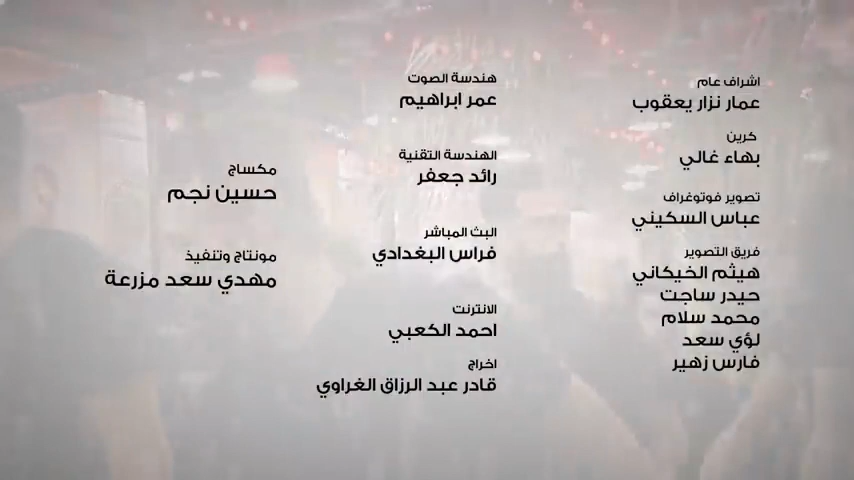 اشراف عام
عمار نزار يعقوب
كرين
بهاء غالي
تصوير فوتوغراف
عباس السكيني
فريق التصوير
هيثم الخيكاني
حيدر ساجت
محمد سلام
لؤي سعد
فارس زهير
هندسة الصوت
عمر ابراهيم
الهندسة التقنية
رائد جعفر
البث المباشر
فراس البغدادي
الانترنت
احمد الكعبي
اخراج
قادر عبد الرزاق الغراوي
مكساج
حسين نجم
مونتاج وتنفيذ
مهدي سعد مزرعة